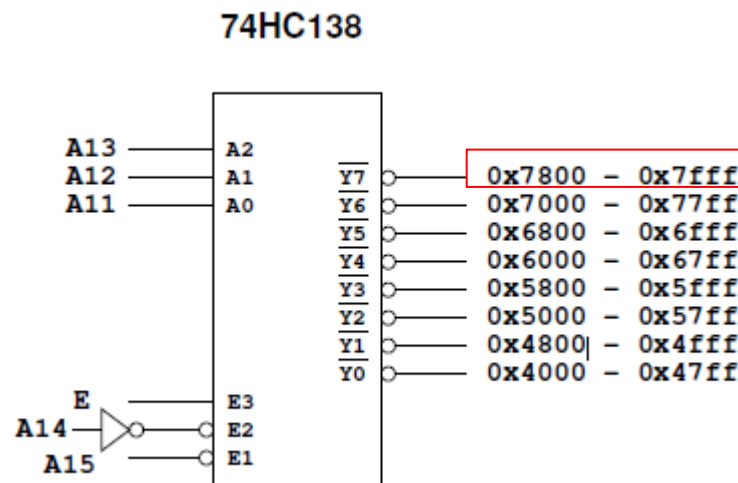 74HC138
A13 A2
A12 A1 Y7 0x7800 - 0x7fff
A11 A0 Y6 0x7000 - 0x77ff
Y5 0x6800 - 0x6fff
Y4 0x6000 - 0x67ff
Y3 0x5800 - 0x5fff
Y2 0x5000 - 0x57ff
Y1 0x4800 - 0x4fff
Y0 0x4000 - 0x47ff
E E3
A14 E2
A15 E1